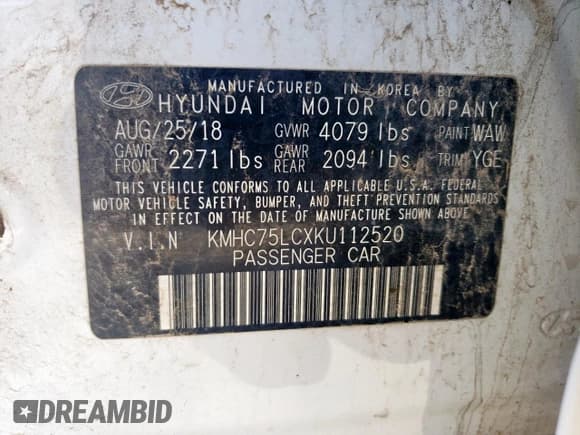 MANUFACTURED IN KOREA BY
HYUNDAI MOTOR COMPANY
AUG/25/18 GVWR 4079 lbs PAINT WAW
GAWR FRONT 2271 lbs GAWR REAR 2094 lbs TRIM YGE
THIS VEHICLE CONFORMS TO ALL APPLICABLE U.S.A. FEDERAL
MOTOR VEHICLE SAFETY, BUMPER, AND THEFT PREVENTION STANDARDS
IN EFFECT ON THE DATE OF MANUFACTURE SHOWN ABOVE.
V.I.N KMHC75LCXKU112520
PASSENGER CAR
DREAMBID